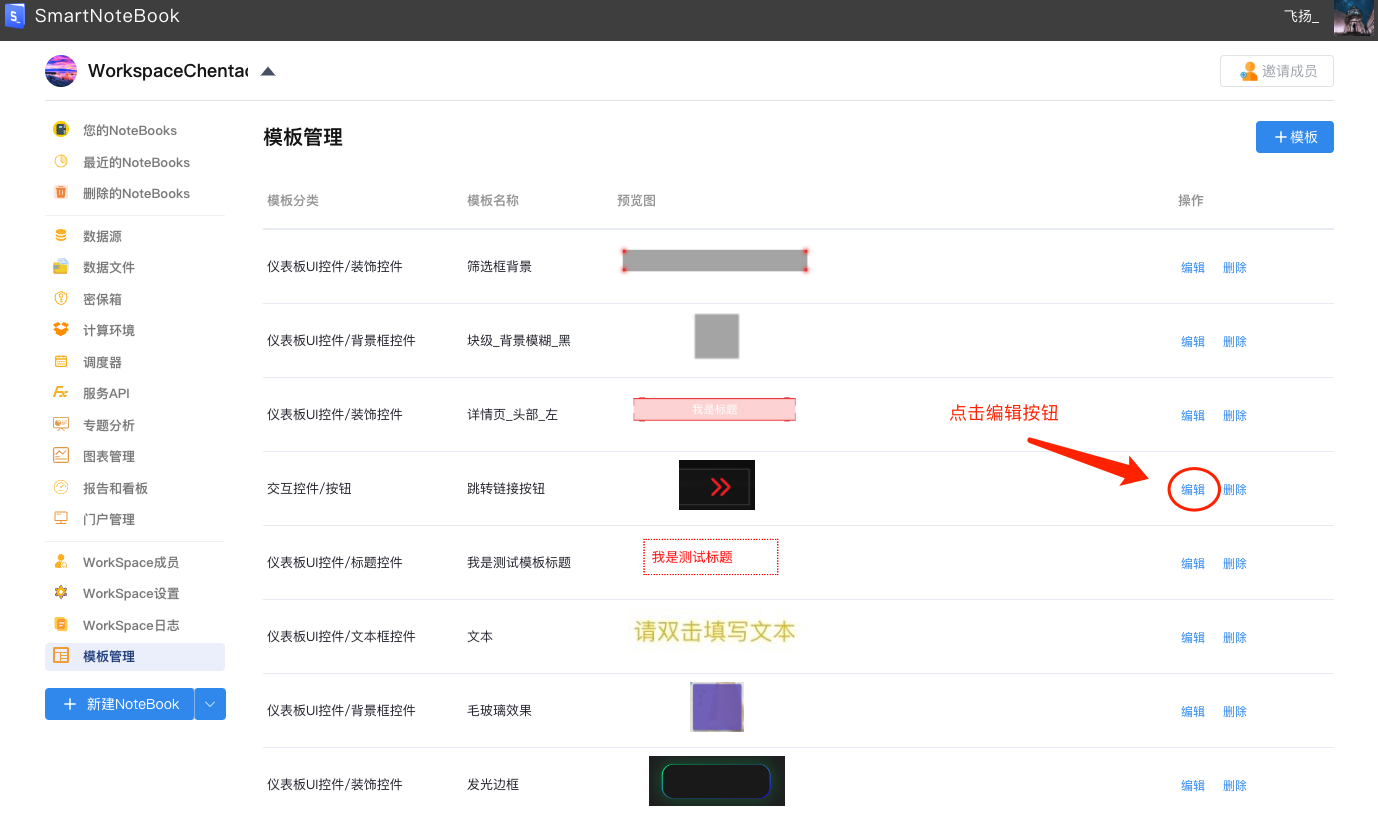 SmartNoteBook
飞扬_
WorkspaceChentao
邀请成员
您的NoteBooks
最近的NoteBooks
删除的NoteBooks
数据源
数据文件
密保箱
计算环境
调度器
服务API
专题分析
图表管理
报告和看板
门户管理
WorkSpace成员
WorkSpace设置
WorkSpace日志
模板管理
新建NoteBook
模板管理
模板
模板分类 模板名称 预览图 操作
仪表板UI控件/装饰控件 筛选框背景 编辑 删除
仪表板UI控件/背景框控件 块级_背景模糊_黑 编辑 删除
仪表板UI控件/装饰控件 详情页_头部_左 我是标题 编辑 删除
点击编辑按钮
交互控件/按钮 跳转链接按钮 编辑 删除
仪表板UI控件/标题控件 我是测试模板标题 我是测试标题 编辑 删除
仪表板UI控件/文本框控件 文本 请双击填写文本 编辑 删除
仪表板UI控件/背景框控件 毛玻璃效果 编辑 删除
仪表板UI控件/装饰控件 发光边框 编辑 删除